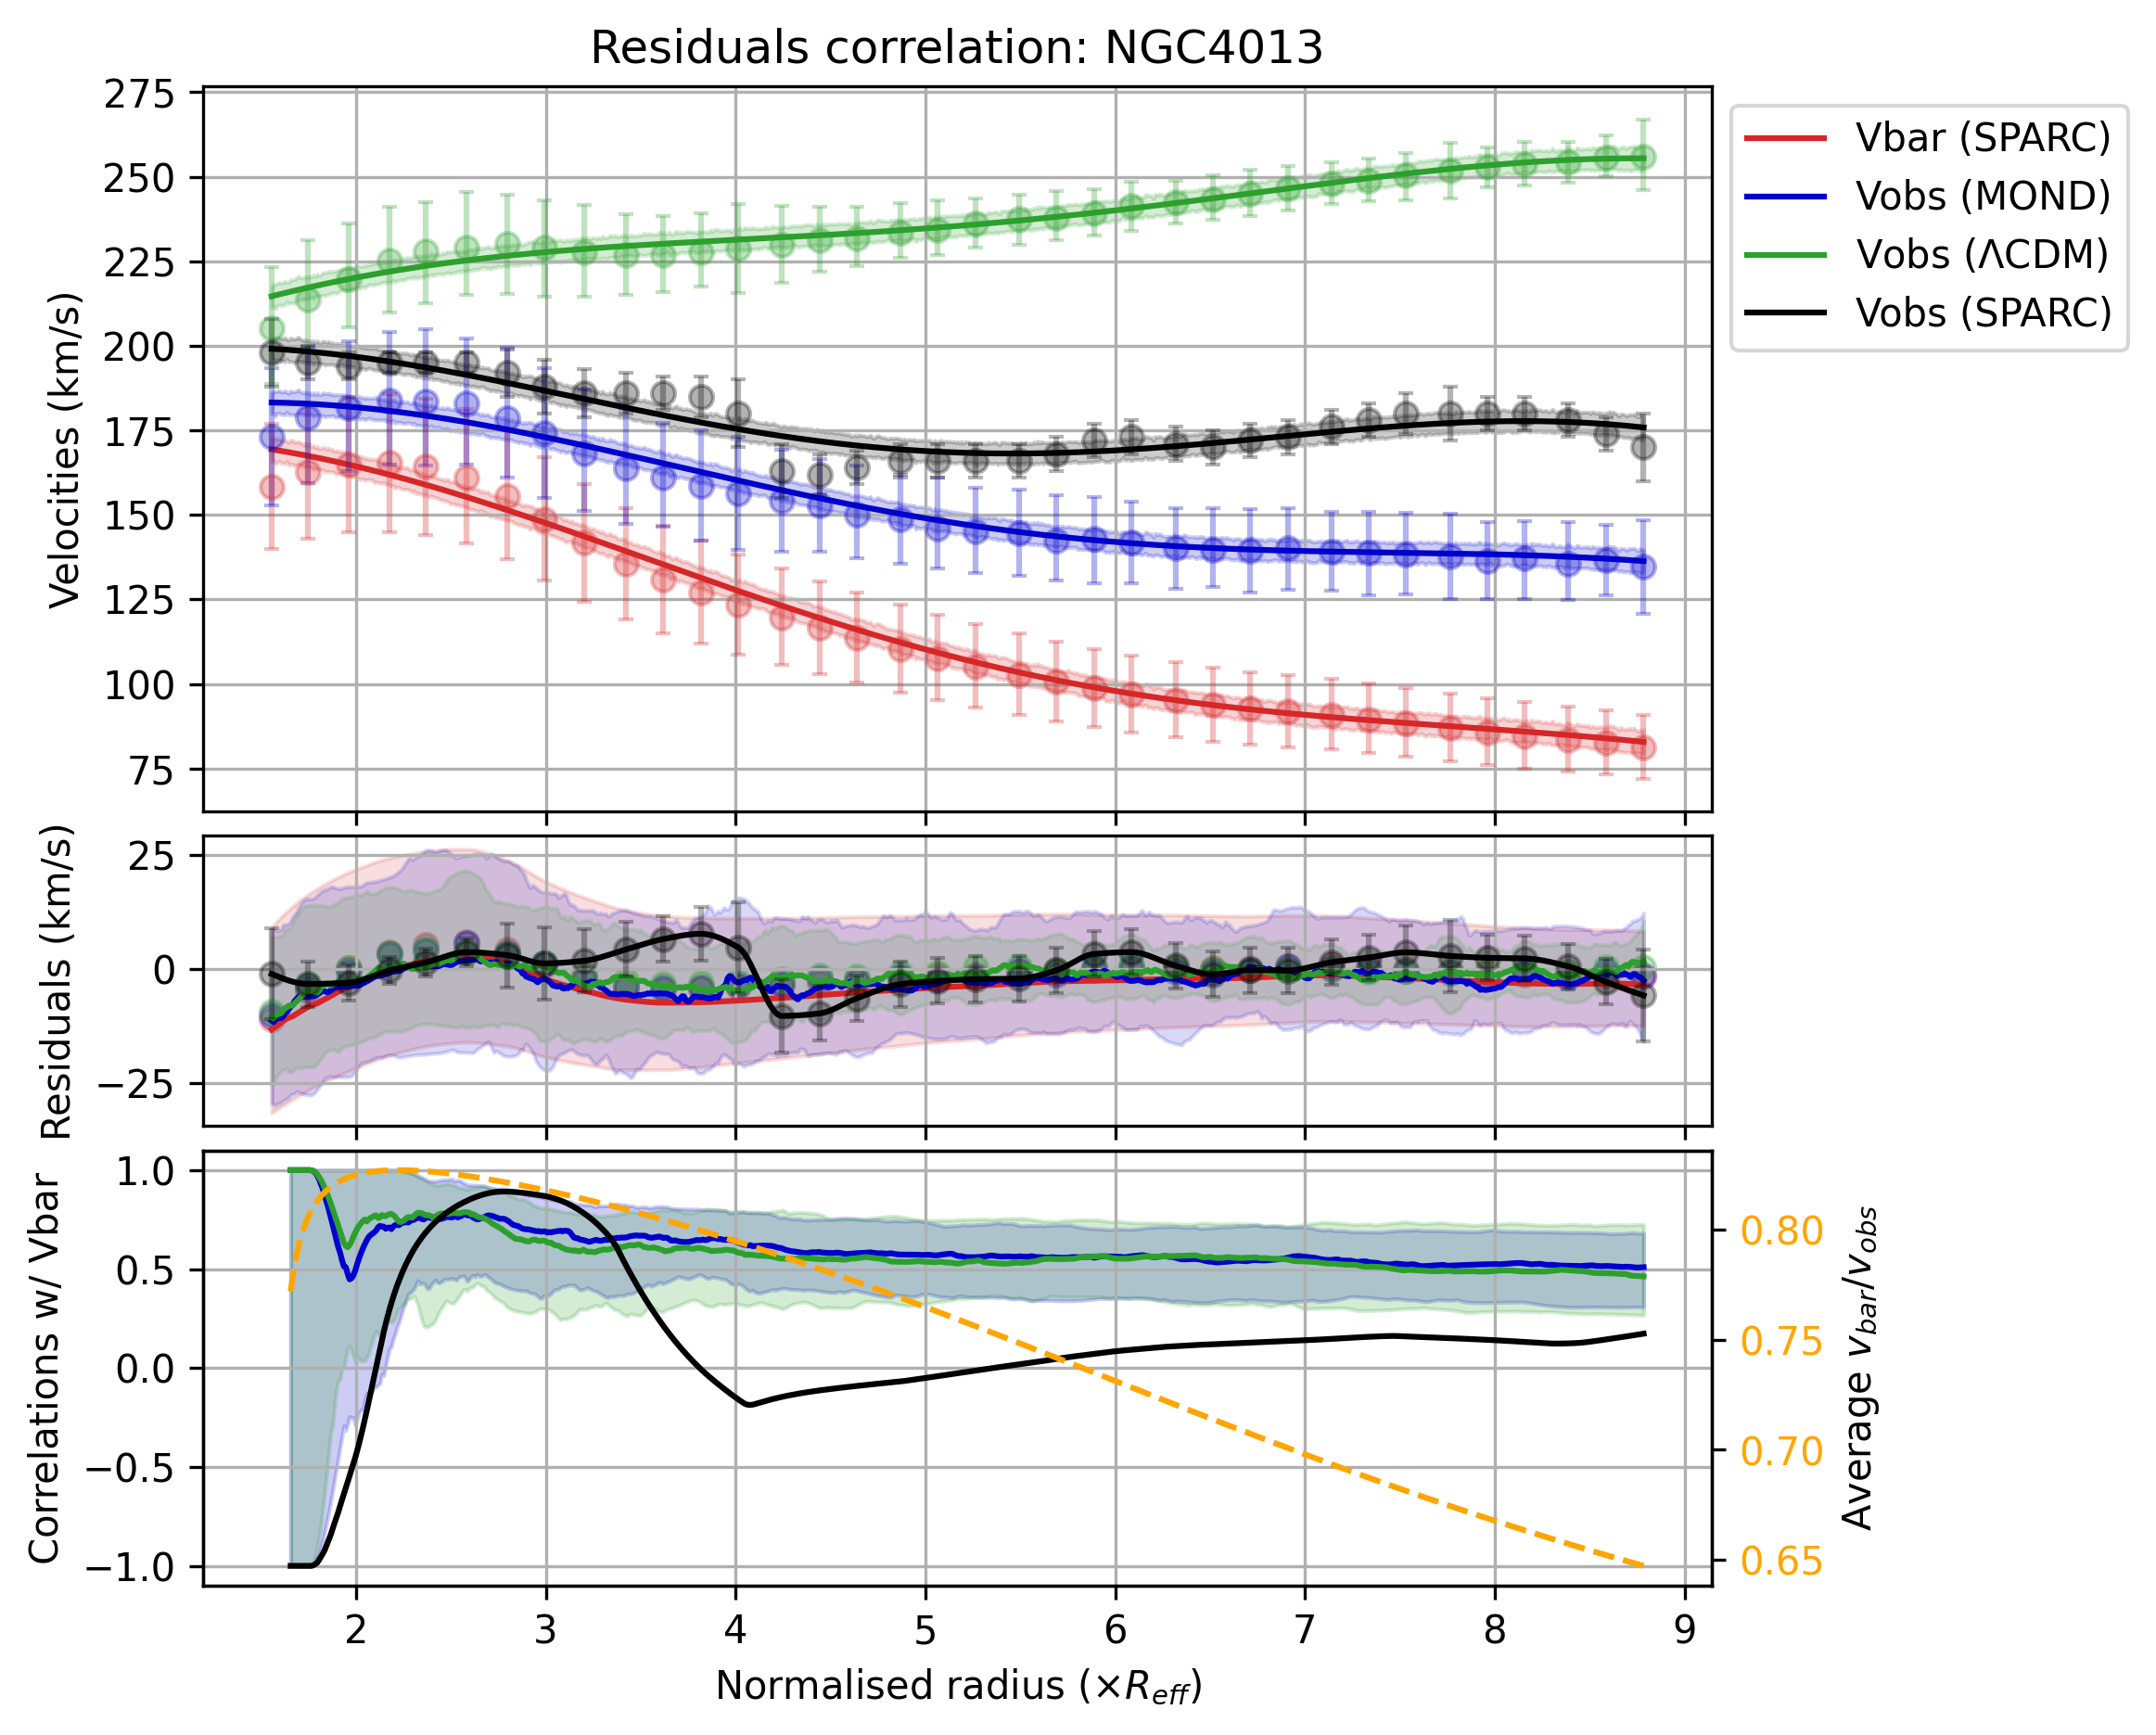 Residuals correlation: NGC4013
Velocities (km/s)
275
250
225
200
175
150
125
100
75
Vbar (SPARC)
Vobs (MOND)
Vobs (ΛCDM)
Vobs (SPARC)
Residuals (km/s)
25
0
−25
Correlations w/ Vbar
1.0
0.5
0.0
−0.5
−1.0
0.80
0.75
0.70
0.65
Average v_bar/v_obs
2 3 4 5 6 7 8 9
Normalised radius (×R_eff)